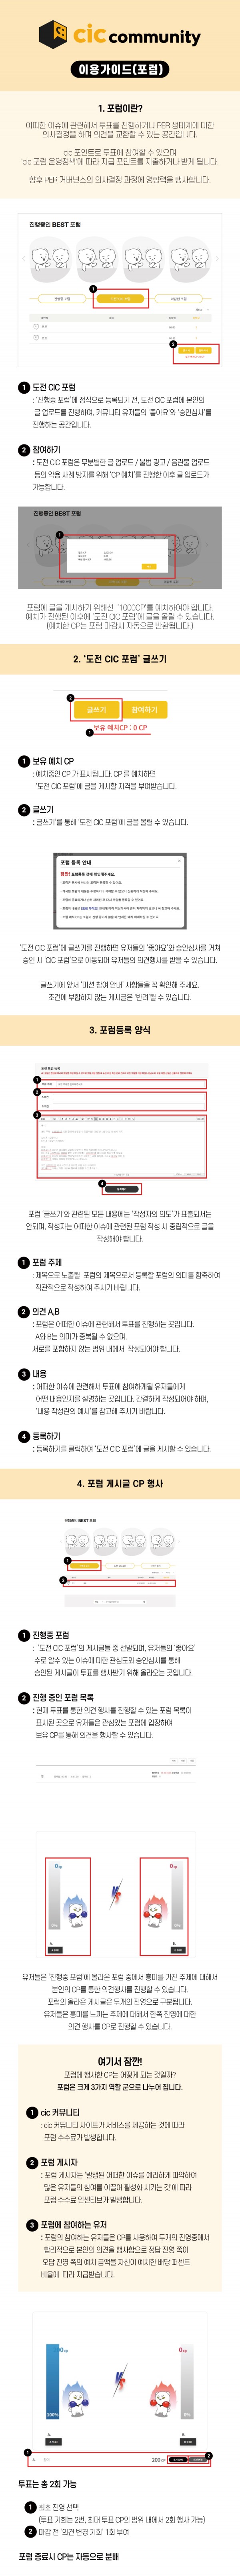 cic community
이용가이드(포럼)
1. 포럼이란?
어떠한 이슈에 관련해서 투표를 진행하거나 PER 생태계에 대한
의사결정을 하며 의견을 교환할 수 있는 공간입니다.
cic 포인트로 투표에 참여할 수 있으며
'cic 포럼 운영정책'에 따라 지급 포인트를 지출하거나 받게 됩니다.
향후 PER 거버넌스의 의사결정 과정에 영향력을 행사합니다.
진행중인 BEST 포럼
1 도전 CIC 포럼
: '진행중 포럼'에 정식으로 등록되기 전, 도전 CIC 포럼에 본인의
글 업로드를 진행하여, 커뮤니티 유저들의 '좋아요'와 '승인심사'를
진행하는 공간입니다.
2 참여하기
: 도전 CIC 포럼은 무분별한 글 업로드 / 불법 광고 / 음란물 업로드
등의 악용 사례 방지를 위해 'CP 예치'를 진행한 이후 글 업로드가
가능합니다.
진행중인 BEST 포럼
포럼에 글을 게시하기 위해선 '1000CP'를 예치하여야 합니다.
예치가 진행된 이후에 '도전 CIC 포럼'에 글을 올릴 수 있습니다.
(예치한 CP는 포럼 마감시 자동으로 반환됩니다.)
2. '도전 CIC 포럼' 글쓰기
2
글쓰기 참여하기
1 보유 예치CP : 0 CP
1 보유 예치 CP
: 예치중인 CP 가 표시됩니다. CP 를 예치하면
'도전 CIC 포럼'에 글을 게시할 자격을 부여받습니다.
2 글쓰기
: 글쓰기'를 통해 '도전 CIC 포럼'에 글을 올릴 수 있습니다.
포럼 등록 안내
잠깐! 포럼등록 전에 확인해주세요.
'도전 CIC 포럼'에 글쓰기를 진행하면 유저들의 '좋아요'와 승인심사를 거쳐
승인 시 'CIC 포럼'으로 이동되어 유저들의 의견행사를 받을 수 있습니다.
글쓰기에 앞서 '미션 참여 안내' 사항들을 꼭 확인해 주세요.
조건에 부합하지 않는 게시글은 '반려'될 수 있습니다.
3. 포럼등록 양식
도전 포럼 등록
포럼 '글쓰기'와 관련된 모든 내용에는 '작성자의 의도'가 표출되서는
안되며, 작성자는 어떠한 이슈에 관련된 포럼 작성 시 중립적으로 글을
작성해야 합니다.
1 포럼 주제
: 제목으로 노출될 포럼의 제목으로서 등록할 포럼의 의미를 함축하여
직관적으로 작성하여 주시기 바랍니다.
2 의견 A,B
: 포럼은 어떠한 이슈에 관련해서 투표를 진행하는 곳입니다.
A와 B는 의미가 중복될 수 없으며,
서로를 포함하지 않는 범위 내에서 작성되어야 합니다.
3 내용
: 어떠한 이슈에 관련해서 투표에 참여하게될 유저들에게
어떤 내용인지를 설명하는 곳입니다. 간결하게 작성되어야 하며,
'내용 작성란의 예시'를 참고해 주시기 바랍니다.
4 등록하기
: 등록하기를 클릭하여 '도전 CIC 포럼'에 글을 게시할 수 있습니다.
4. 포럼 게시글 CP 행사
진행중인 BEST 포럼
1 진행중 포럼
: '도전 CIC 포럼'의 게시글들 중 선발되며, 유저들의 '좋아요'
수로 알수 있는 이슈에 대한 관심도와 승인심사를 통해
승인된 게시글이 투표를 행사받기 위해 올라오는 곳입니다.
2 진행 중인 포럼 목록
: 현재 투표를 통한 의견 행사를 진행할 수 있는 포럼 목록이
표시된 곳으로 유저들은 관심있는 포럼에 입장하여
보유 CP를 통해 의견을 행사할 수 있습니다.
0 CP 0 CP
VS
0% 0%
A. B.
유저들은 '진행중 포럼'에 올라온 포럼 중에서 흥미를 가진 주제에 대해서
본인의 CP를 통한 의견행사를 진행할 수 있습니다.
포럼의 올라온 게시글은 두개의 진영으로 구분됩니다.
유저들은 흥미를 느끼는 주제에 대해서 한쪽 진영에 대한
의견 행사를 CP로 진행할 수 있습니다.
여기서 잠깐!
포럼에 행사한 CP는 어떻게 되는 것일까?
포럼은 크게 3가지 역할 군으로 나누어 집니다.
1 cic 커뮤니티
: cic 커뮤니티 사이트가 서비스를 제공하는 것에 따라
포럼 수수료가 발생합니다.
2 포럼 게시자
: 포럼 게시자는 '발생된 어떠한 이슈를 예리하게 파악하여
많은 유저들의 참여를 이끌어 활성화 시키는 것'에 따라
포럼 수수료 인센티브가 발생합니다.
3 포럼에 참여하는 유저
: 포럼의 참여하는 유저들은 CP를 사용하여 두개의 진영중에서
합리적으로 본인의 의견을 행사함으로 정답 진영 쪽이
오답 진영 쪽의 예치 금액을 자신이 예치한 배당 퍼센트
비율에 따라 지급받습니다.
0 CP
VS
100% 0%
A. B.
200 CP
투표는 총 2회 가능
1 최초 진영 선택
(투표 기회는 2번, 최대 투표 CP의 범위 내에서 2회 행사 가능)
2 마감 전 '의견 변경 기회' 1회 부여
포럼 종료시 CP는 자동으로 분배